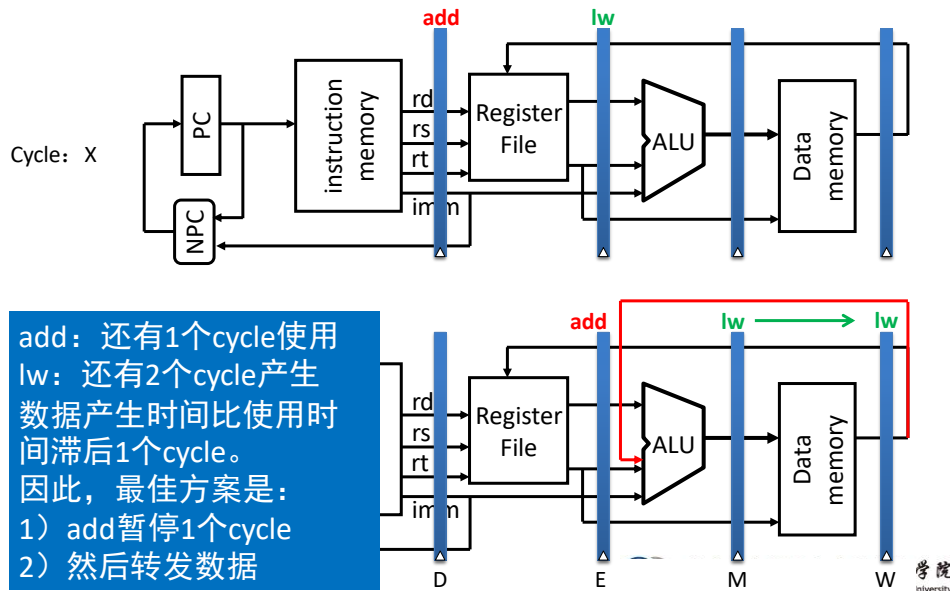 add
lw
Cycle：X
PC
NPC
instruction
memory
rd
rs
rt
imm
Register
File
ALU
Data
memory
add：还有1个cycle使用
lw：还有2个cycle产生
数据产生时间比使用时
间滞后1个cycle。
因此，最佳方案是：
1）add暂停1个cycle
2）然后转发数据
add
lw
lw
rd
rs
rt
imm
Register
File
ALU
Data
memory
D
E
M
W
学院
University